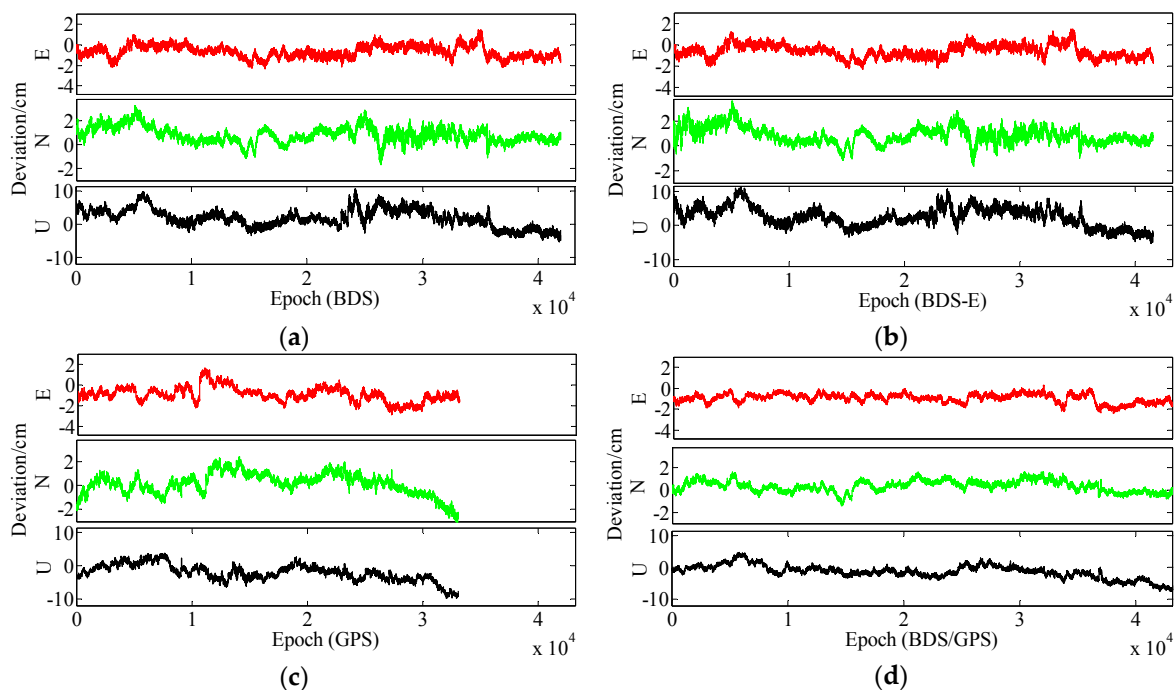 2
0
-2
-4
E
2
0
-2
N
Deviation/cm
10
0
-10
U
0 1 2 3 4
x 10^4
Epoch (BDS)
(a)
2
0
-2
-4
E
2
0
-2
N
Deviation/cm
10
0
-10
U
0 1 2 3 4
x 10^4
Epoch (BDS-E)
(b)
2
0
-2
-4
E
2
0
-2
N
Deviation/cm
10
0
-10
U
0 1 2 3 4
x 10^4
Epoch (GPS)
(c)
2
0
-2
-4
E
2
0
-2
N
Deviation/cm
10
0
-10
U
0 1 2 3 4
x 10^4
Epoch (BDS/GPS)
(d)